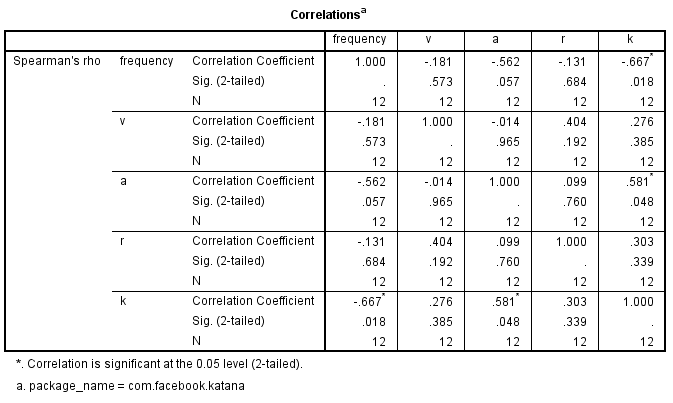 Correlationsa
frequency v a r k
Spearman's rho frequency Correlation Coefficient 1.000 -.181 -.562 -.131 -.667*
Sig. (2-tailed) . .573 .057 .684 .018
N 12 12 12 12 12
v Correlation Coefficient -.181 1.000 -.014 .404 .276
Sig. (2-tailed) .573 . .965 .192 .385
N 12 12 12 12 12
a Correlation Coefficient -.562 -.014 1.000 .099 .581*
Sig. (2-tailed) .057 .965 . .760 .048
N 12 12 12 12 12
r Correlation Coefficient -.131 .404 .099 1.000 .303
Sig. (2-tailed) .684 .192 .760 . .339
N 12 12 12 12 12
k Correlation Coefficient -.667* .276 .581* .303 1.000
Sig. (2-tailed) .018 .385 .048 .339 .
N 12 12 12 12 12
*. Correlation is significant at the 0.05 level (2-tailed).
a. package_name = com.facebook.katana